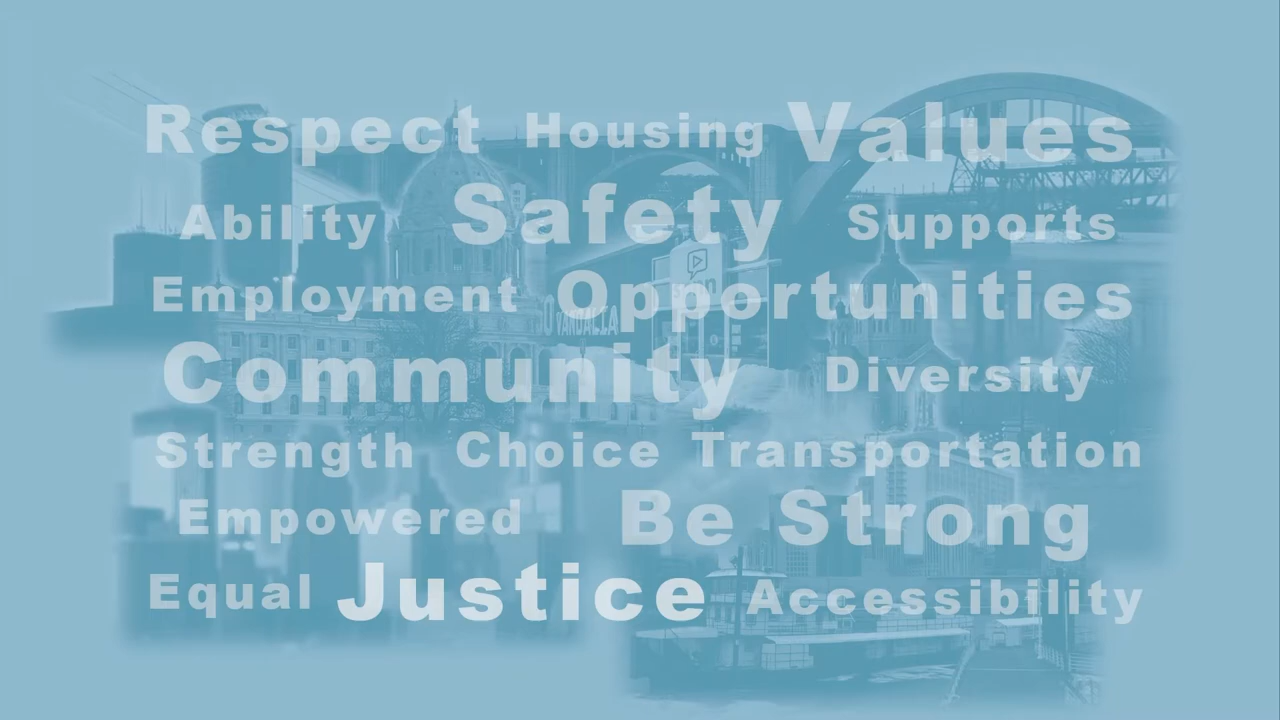 Respect Housing Values
Ability Safety Supports
Employment Opportunities
VANDALIA
Community Diversity
Strength Choice Transportation
Empowered Be Strong
Equal Justice Accessibility